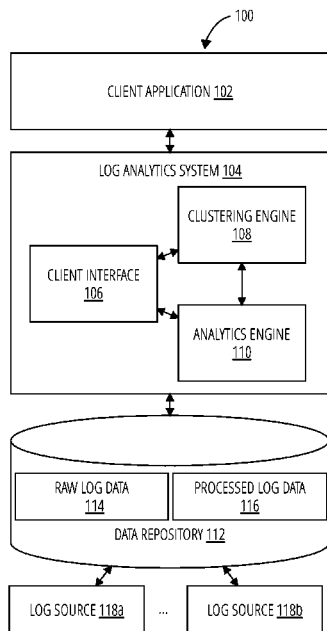 100
CLIENT APPLICATION 102
LOG ANALYTICS SYSTEM 104
CLUSTERING ENGINE
108
CLIENT INTERFACE
106
ANALYTICS ENGINE
110
RAW LOG DATA
114
PROCESSED LOG DATA
116
DATA REPOSITORY 112
LOG SOURCE 118a
...
LOG SOURCE 118b